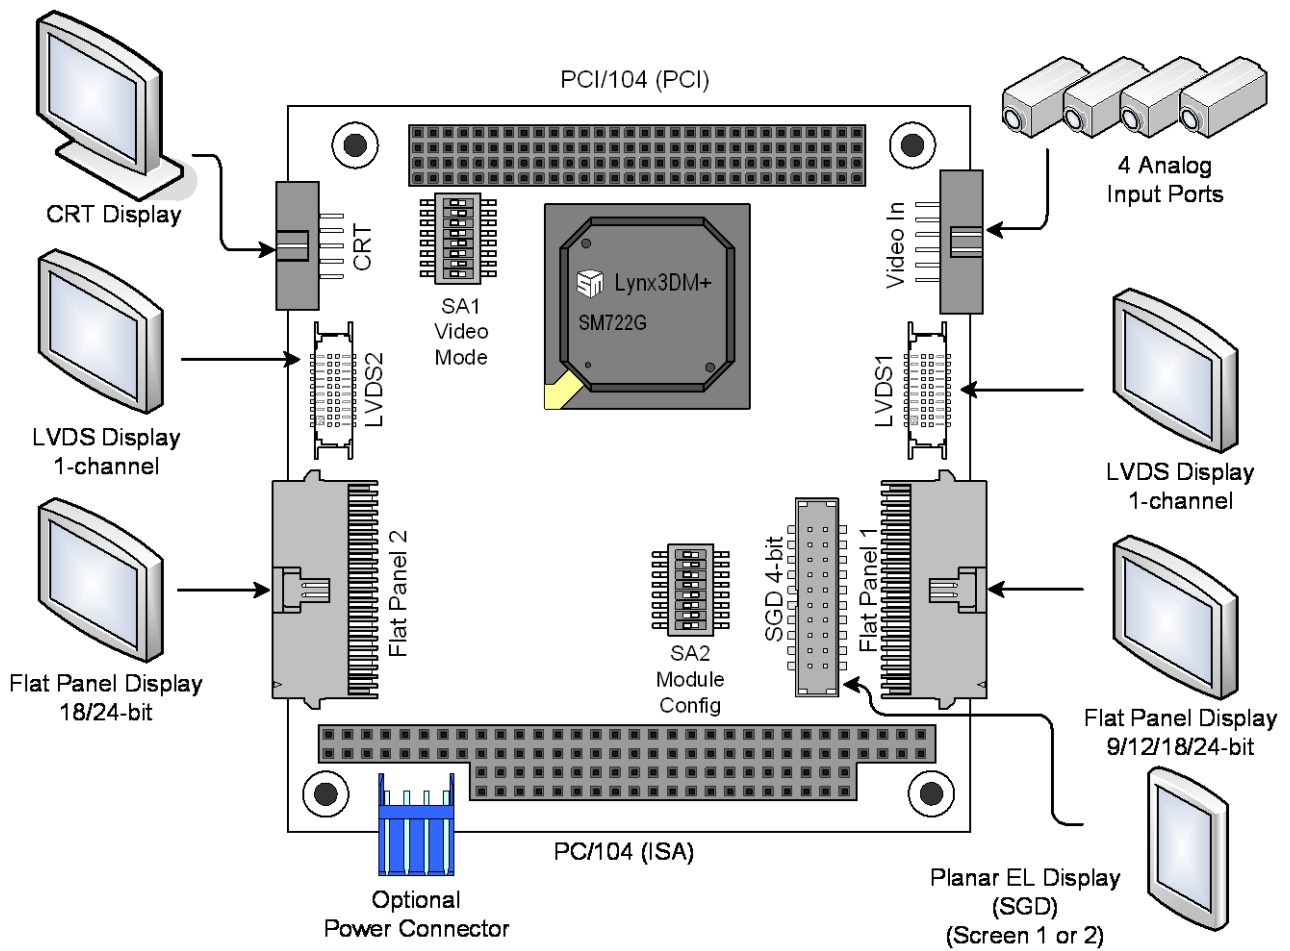 PCI/104 (PCI)
4 Analog
Input Ports
CRT Display
CRT
SA1
Video
Mode
SM
Lynx3DM+
SM722G
Video In
LVDS2
LVDS1
LVDS Display
1-channel
LVDS Display
1-channel
Flat Panel 2
SGD 4-bit
Flat Panel 1
SA2
Module
Config
Flat Panel Display
18/24-bit
Flat Panel Display
9/12/18/24-bit
PC/104 (ISA)
Optional
Power Connector
Planar EL Display
(SGD)
(Screen 1 or 2)